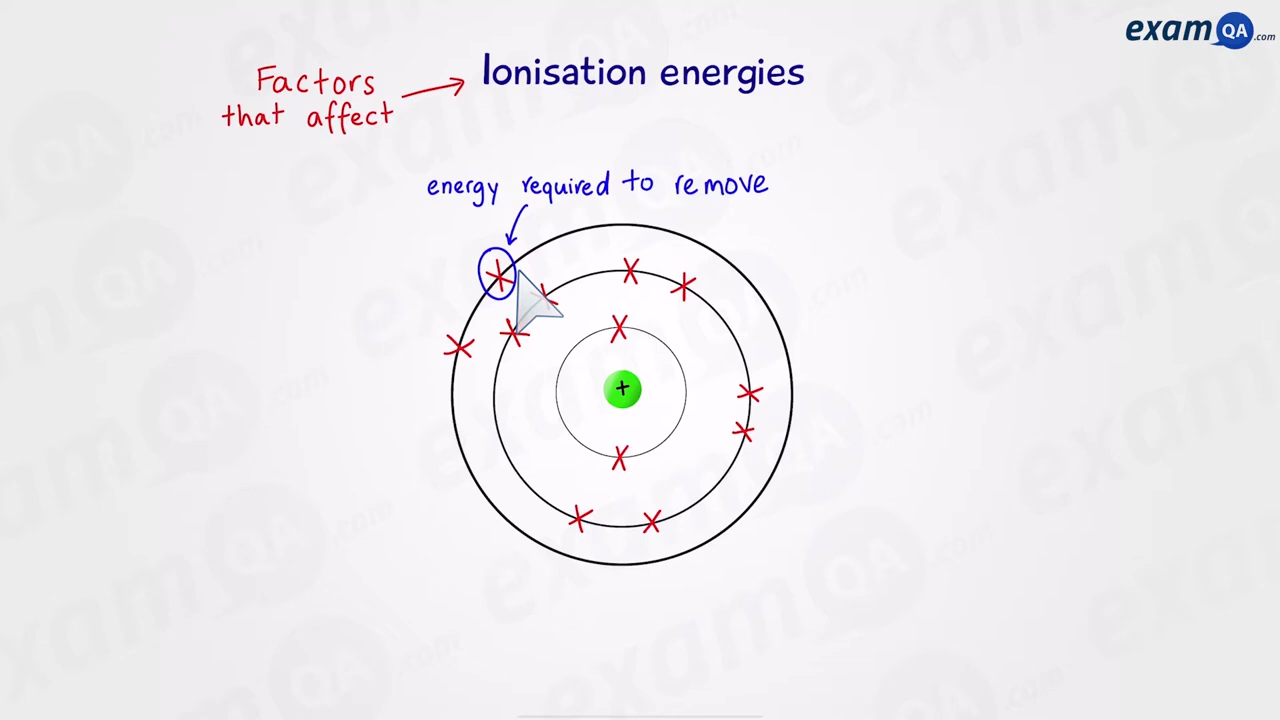 examQA.com
Factors
that affect
Ionisation energies
energy required to remove
+